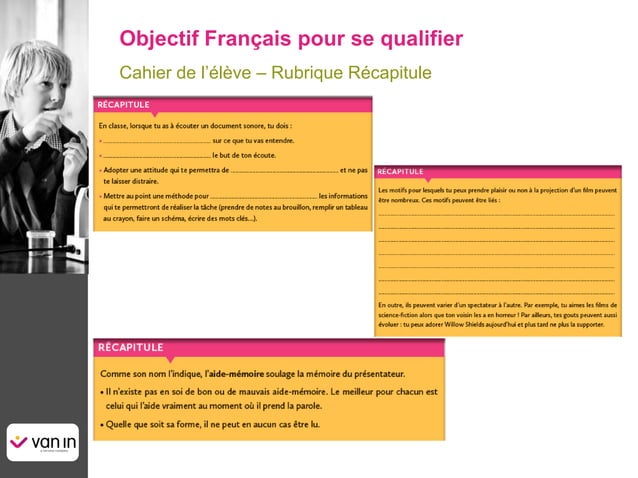 Objectif Français pour se qualifier
Cahier de l’élève – Rubrique Récapitule
RÉCAPITULE
En classe, lorsque tu as à écouter un document sonore, tu dois :
• ........................................................ sur ce que tu vas entendre.
• ........................................................ le but de ton écoute.
• Adopter une attitude qui te permettra de ........................................................ et ne pas
te laisser distraire.
• Mettre au point une méthode pour ........................................................ les informations
qui te permettront de réaliser la tâche (prendre de notes au brouillon, remplir un tableau
au crayon, faire un schéma, écrire des mots clés...).
RÉCAPITULE
Les motifs pour lesquels tu peux prendre plaisir ou non à la projection d’un film peuvent
être nombreux. Ces motifs peuvent être liés :
En outre, ils peuvent varier d’un spectateur à l’autre. Par exemple, tu aimes les films de
science-fiction alors que ton voisin les a en horreur ! Par ailleurs, tes gouts peuvent aussi
évoluer : tu peux adorer Willow Shields aujourd’hui et plus tard ne plus la supporter.
RÉCAPITULE
Comme son nom l’indique, l’aide-mémoire soulage la mémoire du présentateur.
• Il n’existe pas en soi de bon ou de mauvais aide-mémoire. Le meilleur pour chacun est
celui qui l’aide vraiment au moment où il prend la parole.
• Quelle que soit sa forme, il ne peut en aucun cas être lu.
van in